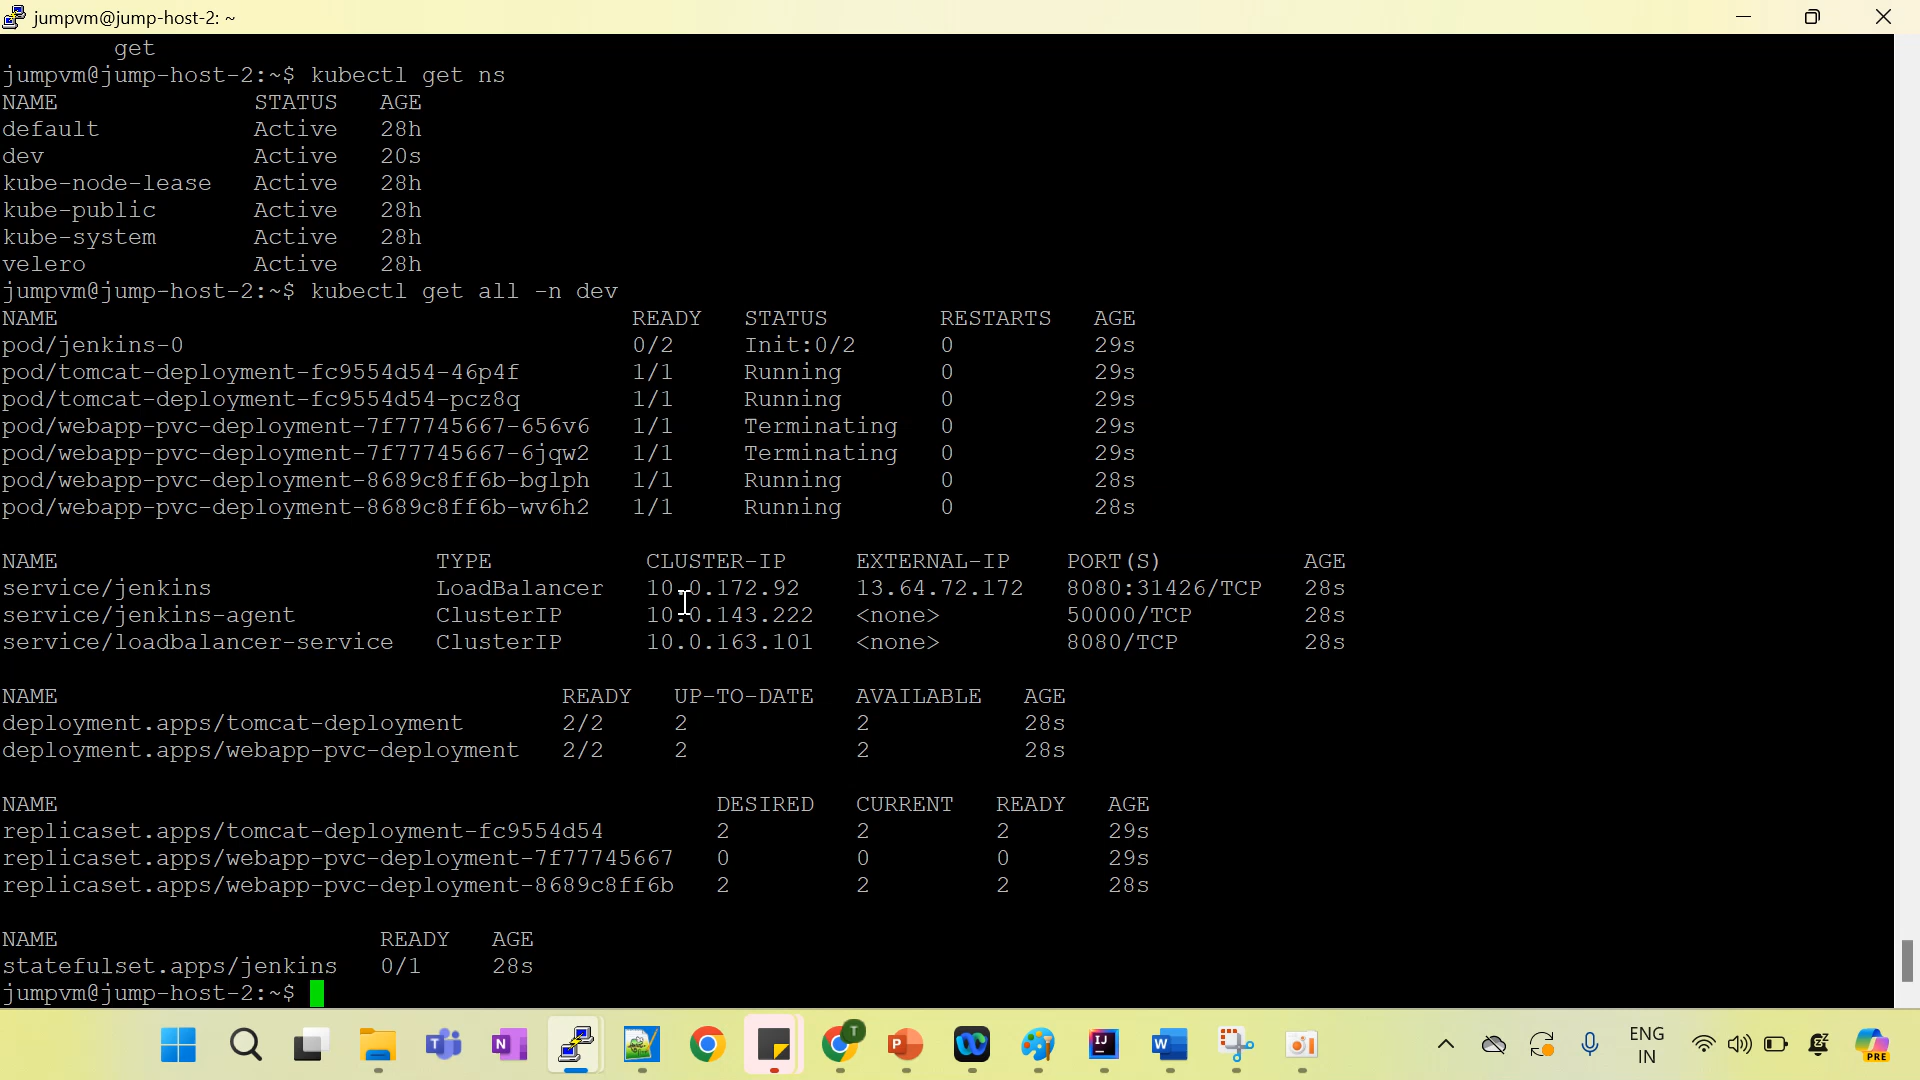 jumpvm@jump-host-2: ~
get
jumpvm@jump-host-2:~$ kubectl get ns
NAME STATUS AGE
default Active 28h
dev Active 20s
kube-node-lease Active 28h
kube-public Active 28h
kube-system Active 28h
velero Active 28h
jumpvm@jump-host-2:~$ kubectl get all -n dev
NAME READY STATUS RESTARTS AGE
pod/jenkins-0 0/2 Init:0/2 0 29s
pod/tomcat-deployment-fc9554d54-46p4f 1/1 Running 0 29s
pod/tomcat-deployment-fc9554d54-pcz8q 1/1 Running 0 29s
pod/webapp-pvc-deployment-7f77745667-656v6 1/1 Terminating 0 29s
pod/webapp-pvc-deployment-7f77745667-6jqw2 1/1 Terminating 0 29s
pod/webapp-pvc-deployment-8689c8ff6b-bglph 1/1 Running 0 28s
pod/webapp-pvc-deployment-8689c8ff6b-wv6h2 1/1 Running 0 28s
NAME TYPE CLUSTER-IP EXTERNAL-IP PORT(S) AGE
service/jenkins LoadBalancer 10.0.172.92 13.64.72.172 8080:31426/TCP 28s
service/jenkins-agent ClusterIP 10.0.143.222 <none> 50000/TCP 28s
service/loadbalancer-service ClusterIP 10.0.163.101 <none> 8080/TCP 28s
NAME READY UP-TO-DATE AVAILABLE AGE
deployment.apps/tomcat-deployment 2/2 2 2 28s
deployment.apps/webapp-pvc-deployment 2/2 2 2 28s
NAME DESIRED CURRENT READY AGE
replicaset.apps/tomcat-deployment-fc9554d54 2 2 2 29s
replicaset.apps/webapp-pvc-deployment-7f77745667 0 0 0 29s
replicaset.apps/webapp-pvc-deployment-8689c8ff6b 2 2 2 28s
NAME READY AGE
statefulset.apps/jenkins 0/1 28s
jumpvm@jump-host-2:~$
T
N
P
IJ
W
ENG
IN
PRE
T